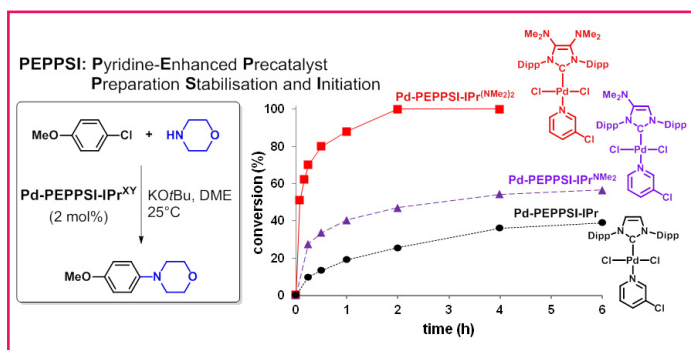 PEPPSI: Pyridine-Enhanced Precatalyst
Preparation Stabilisation and Initiation
MeO
Cl
+
HN
O
Pd-PEPPSI-IPrXY
(2 mol%)
KOtBu, DME
25°C
MeO
N
O
conversion (%)
100
80
60
40
20
0
0
1
2
3
4
5
6
time (h)
Pd-PEPPSI-IPr(NMe2)2
Pd-PEPPSI-IPrNMe2
Pd-PEPPSI-IPr
Me2N
NMe2
Dipp
N
N
Dipp
C
Cl
Pd
Cl
N
Cl
Me2N
Dipp
N
N
Dipp
C
Cl
Pd
Cl
N
Cl
Dipp
N
N
Dipp
C
Cl
Pd
Cl
N
Cl